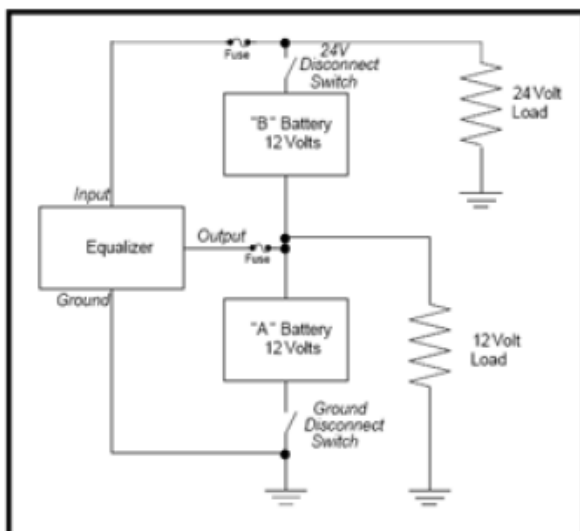 Fuse
24V
Disconnect
Switch
24 Volt
Load
"B" Battery
12 Volts
Input
Equalizer
Output
Fuse
Ground
"A" Battery
12 Volts
12 Volt
Load
Ground
Disconnect
Switch